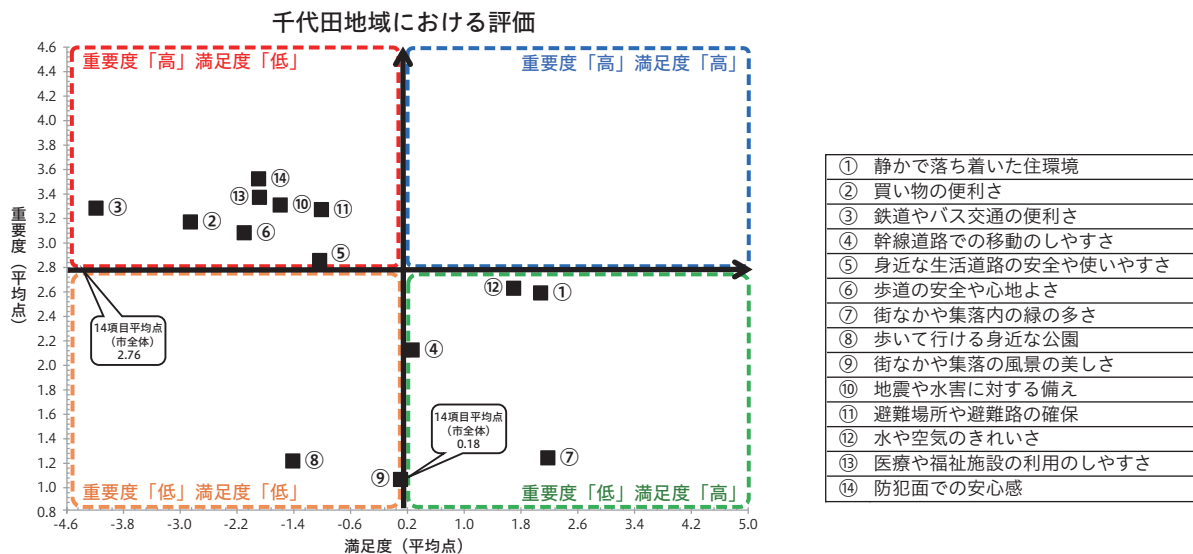 千代田地域における評価
重要度「高」満足度「低」
重要度「高」満足度「高」
重要度「低」満足度「低」
重要度「低」満足度「高」
重要度（平均点）
4.6
4.4
4.2
4.0
3.8
3.6
3.4
3.2
3.0
2.8
2.6
2.4
2.2
2.0
1.8
1.6
1.4
1.2
1.0
0.8
⑭
⑬
⑩
⑪
③
②
⑥
⑤
⑫
①
④
⑧
⑨
⑦
14項目平均点
（市全体）
2.76
14項目平均点
（市全体）
0.18
-4.6 -3.8 -3.0 -2.2 -1.4 -0.6 0.2 1.0 1.8 2.6 3.4 4.2 5.0
満足度（平均点）
① 静かで落ち着いた住環境
② 買い物の便利さ
③ 鉄道やバス交通の便利さ
④ 幹線道路での移動のしやすさ
⑤ 身近な生活道路の安全や使いやすさ
⑥ 歩道の安全や心地よさ
⑦ 街なかや集落内の緑の多さ
⑧ 歩いて行ける身近な公園
⑨ 街なかや集落の風景の美しさ
⑩ 地震や水害に対する備え
⑪ 避難場所や避難路の確保
⑫ 水や空気のきれいさ
⑬ 医療や福祉施設の利用のしやすさ
⑭ 防犯面での安心感